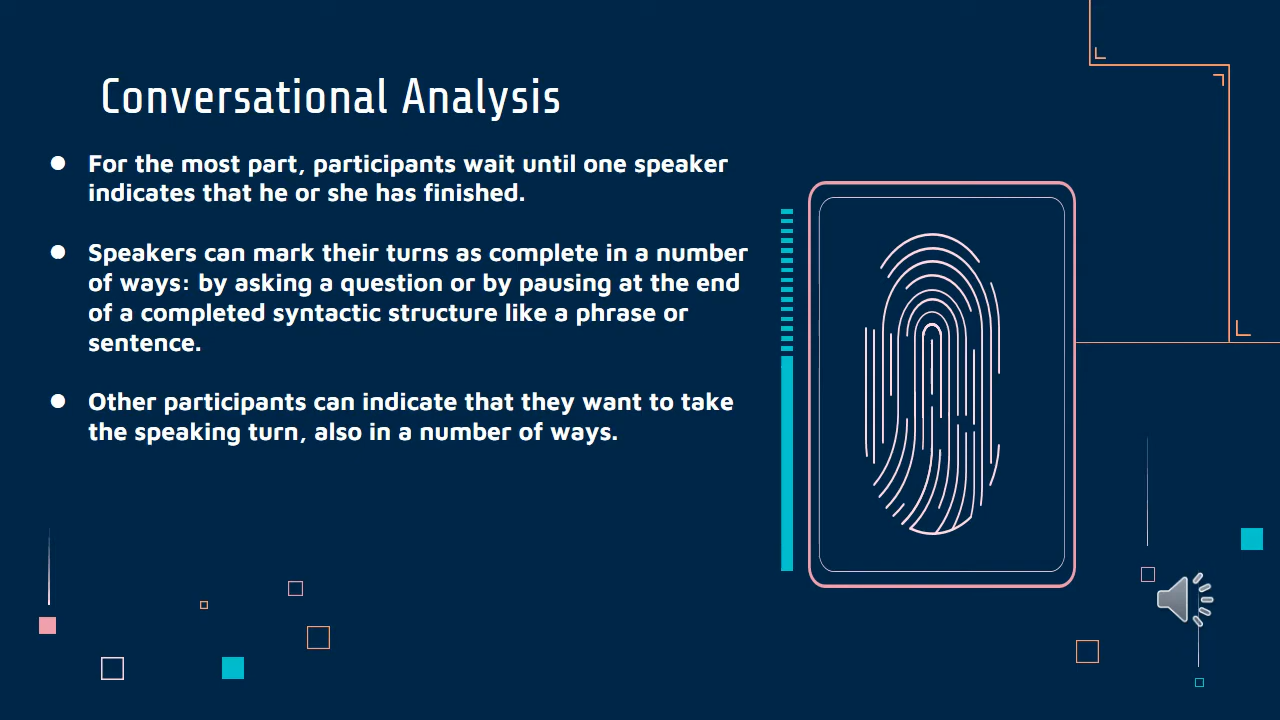 Conversational Analysis
● For the most part, participants wait until one speaker
indicates that he or she has finished.
● Speakers can mark their turns as complete in a number
of ways: by asking a question or by pausing at the end
of a completed syntactic structure like a phrase or
sentence.
● Other participants can indicate that they want to take
the speaking turn, also in a number of ways.